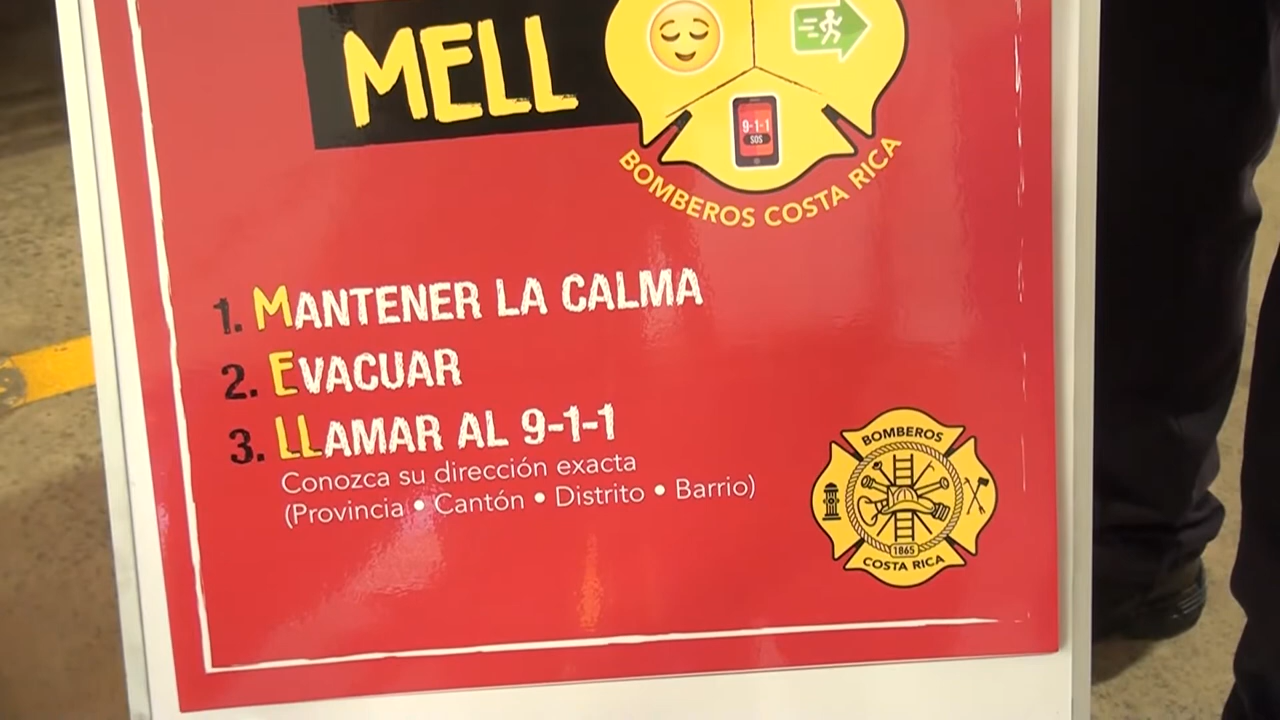 MELL
9-1-1
SOS
BOMBEROS COSTA RICA
1. MANTENER LA CALMA
2. EVACUAR
3. LLAMAR AL 9-1-1
Conozca su dirección exacta
(Provincia • Cantón • Distrito • Barrio)
BOMBEROS
1865
COSTA RICA